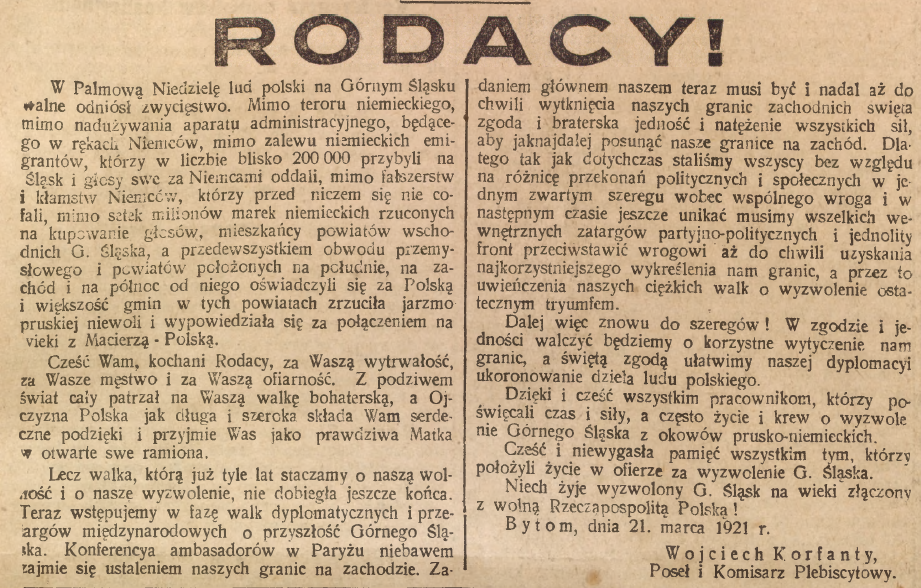 RODACY!
W Palmową Niedzielę lud polski na Górnym Śląsku
walne odniósł zwycięstwo. Mimo teroru niemieckiego,
mimo nadużywania aparatu administracyjnego, będące-
go w rękach Niemców, mimo zalewu niemieckich emi-
grantów, którzy w liczbie blisko 200 000 przybyli na
Śląsk i głosy swe za Niemcami oddali, mimo fałszerstw
i kłamstw Niemców, którzy przed niczem się nie co-
fali, mimo setek milionów marek niemieckich rzuconych
na kupowanie głosów, mieszkańcy powiatów wscho-
dnich G. Śląska, a przedewszystkiem obwodu przemy-
słowego i powiatów położonych na południe, na za-
chód i na północ od niego oświadczyli się za Polską
i większość gmin w tych powiatach zrzuciła jarzmo
pruskiej niewoli i wypowiedziała się za połączeniem na
wieki z Macierzą - Polską.
Cześć Wam, kochani Rodacy, za Waszą wytrwałość,
za Wasze męstwo i za Waszą ofiarność. Z podziwem
świat cały patrzał na Waszą walkę bohaterską, a Oj-
czyzna Polska jak długa i szeroka składa Wam serde-
czne podzięki i przyjmie Was jako prawdziwa Matka
w otwarte swe ramiona.
Lecz walka, którą już tyle lat staczamy o naszą wol-
ność i o nasze wyzwolenie, nie dobiegła jeszcze końca.
Teraz wstępujemy w fazę walk dyplomatycznych i prze-
targów międzynarodowych o przyszłość Górnego Ślą-
ska. Konferencya ambasadorów w Paryżu niebawem
zajmie się ustaleniem naszych granic na zachodzie. Za-
daniem głównem naszem teraz musi być i nadal aż do
chwili wytknięcia naszych granic zachodnich święta
zgoda i braterska jedność i natężenie wszystkich sił,
aby jaknajdalej posunąć nasze granice na zachód. Dla-
tego tak jak dotychczas staliśmy wszyscy bez względu
na różnicę przekonań politycznych i społecznych w je-
dnym zwartym szeregu wobec wspólnego wroga i w
następnym czasie jeszcze unikać musimy wszelkich we-
wnętrznych zatargów partyjno-politycznych i jednolity
front przeciwstawić wrogowi aż do chwili uzyskania
najkorzystniejszego wykreślenia nam granic, a przez to
uwieńczenia naszych ciężkich walk o wyzwolenie osta-
tecznym tryumfem.
Dalej więc znowu do szeregów! W zgodzie i je-
dności walczyć będziemy o korzystne wytyczenie nam
granic, a świętą zgodą ułatwimy naszej dyplomacyi
ukoronowanie dzieła ludu polskiego.
Dzięki i cześć wszystkim pracownikom, którzy po-
święcali czas i siły, a często życie i krew o wyzwole
nie Górnego Śląska z okowów prusko-niemieckich.
Cześć i niewygasła pamięć wszystkim tym, którzy
położyli życie w ofierze za wyzwolenie G. Śląska.
Niech żyje wyzwolony G. Śląsk na wieki złączony
z wolną Rzeczapospolitą Polską!
Bytom, dnia 21. marca 1921 r.
Wojciech Korfanty,
Poseł i Komisarz Plebiscytowy.